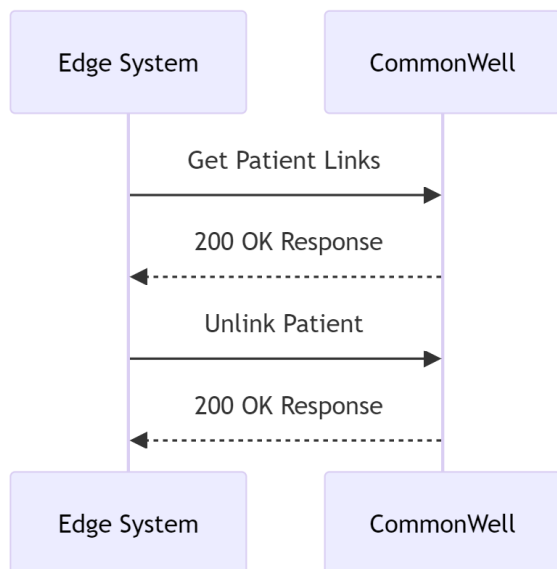 Edge System
CommonWell
Get Patient Links
200 OK Response
Unlink Patient
200 OK Response
Edge System
CommonWell